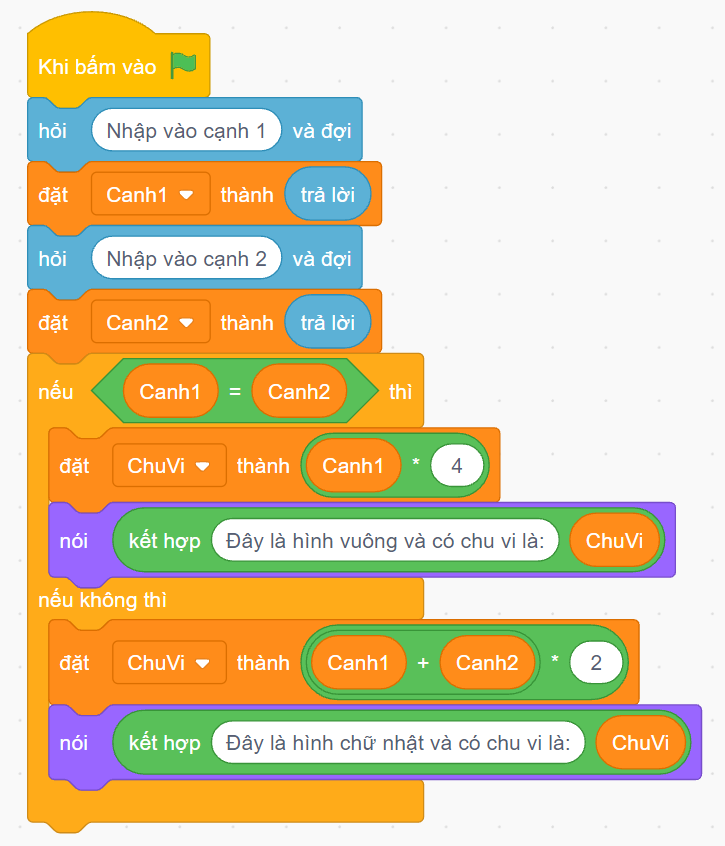 Khi bấm vào
hỏi Nhập vào cạnh 1 và đợi
đặt Canh1 thành trả lời
hỏi Nhập vào cạnh 2 và đợi
đặt Canh2 thành trả lời
nếu Canh1 = Canh2 thì
đặt ChuVi thành Canh1 * 4
nói kết hợp Đây là hình vuông và có chu vi là: ChuVi
nếu không thì
đặt ChuVi thành Canh1 + Canh2 * 2
nói kết hợp Đây là hình chữ nhật và có chu vi là: ChuVi